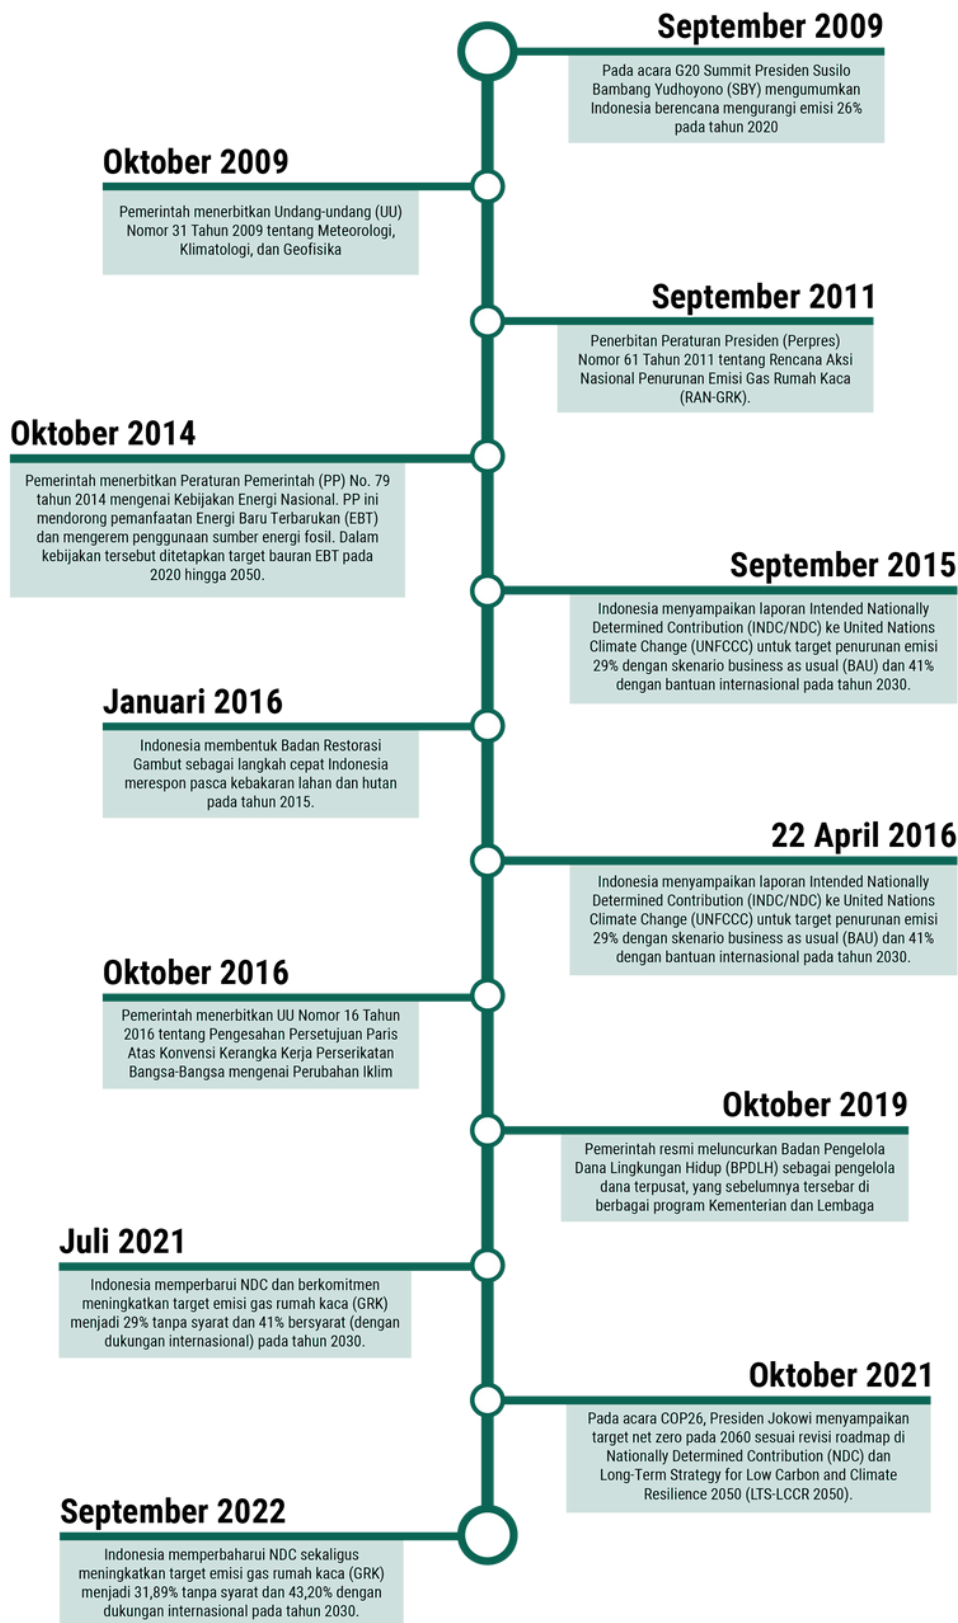 September 2009
Pada acara G20 Summit Presiden Susilo
Bambang Yudhoyono (SBY) mengumumkan
Indonesia berencana mengurangi emisi 26%
pada tahun 2020
Oktober 2009
Pemerintah menerbitkan Undang-undang (UU)
Nomor 31 Tahun 2009 tentang Meteorologi,
Klimatologi, dan Geofisika
September 2011
Penerbitan Peraturan Presiden (Perpres)
Nomor 61 Tahun 2011 tentang Rencana Aksi
Nasional Penurunan Emisi Gas Rumah Kaca
(RAN-GRK).
Oktober 2014
Pemerintah menerbitkan Peraturan Pemerintah (PP) No. 79
tahun 2014 mengenai Kebijakan Energi Nasional. PP ini
mendorong pemanfaatan Energi Baru Terbarukan (EBT)
dan mengerem penggunaan sumber energi fosil. Dalam
kebijakan tersebut ditetapkan target bauran EBT pada
2020 hingga 2050.
September 2015
Indonesia menyampaikan laporan Intended Nationally
Determined Contribution (INDC/NDC) ke United Nations
Climate Change (UNFCCC) untuk target penurunan emisi
29% dengan skenario business as usual (BAU) dan 41%
dengan bantuan internasional pada tahun 2030.
Januari 2016
Indonesia membentuk Badan Restorasi
Gambut sebagai langkah cepat Indonesia
merespon pasca kebakaran lahan dan hutan
pada tahun 2015.
22 April 2016
Indonesia menyampaikan laporan Intended Nationally
Determined Contribution (INDC/NDC) ke United Nations
Climate Change (UNFCCC) untuk target penurunan emisi
29% dengan skenario business as usual (BAU) dan 41%
dengan bantuan internasional pada tahun 2030.
Oktober 2016
Pemerintah menerbitkan UU Nomor 16 Tahun
2016 tentang Pengesahan Persetujuan Paris
Atas Konvensi Kerangka Kerja Perserikatan
Bangsa-Bangsa mengenai Perubahan Iklim
Oktober 2019
Pemerintah resmi meluncurkan Badan Pengelola
Dana Lingkungan Hidup (BPDLH) sebagai pengelola
dana terpusat, yang sebelumnya tersebar di
berbagai program Kementerian dan Lembaga
Juli 2021
Indonesia memperbarui NDC dan berkomitmen
meningkatkan target emisi gas rumah kaca (GRK)
menjadi 29% tanpa syarat dan 41% bersyarat (dengan
dukungan internasional) pada tahun 2030.
Oktober 2021
Pada acara COP26, Presiden Jokowi menyampaikan
target net zero pada 2060 sesuai revisi roadmap di
Nationally Determined Contribution (NDC) dan
Long-Term Strategy for Low Carbon and Climate
Resilience 2050 (LTS-LCCR 2050).
September 2022
Indonesia memperbaharui NDC sekaligus
meningkatkan target emisi gas rumah kaca (GRK)
menjadi 31,89% tanpa syarat dan 43,20% dengan
dukungan internasional pada tahun 2030.